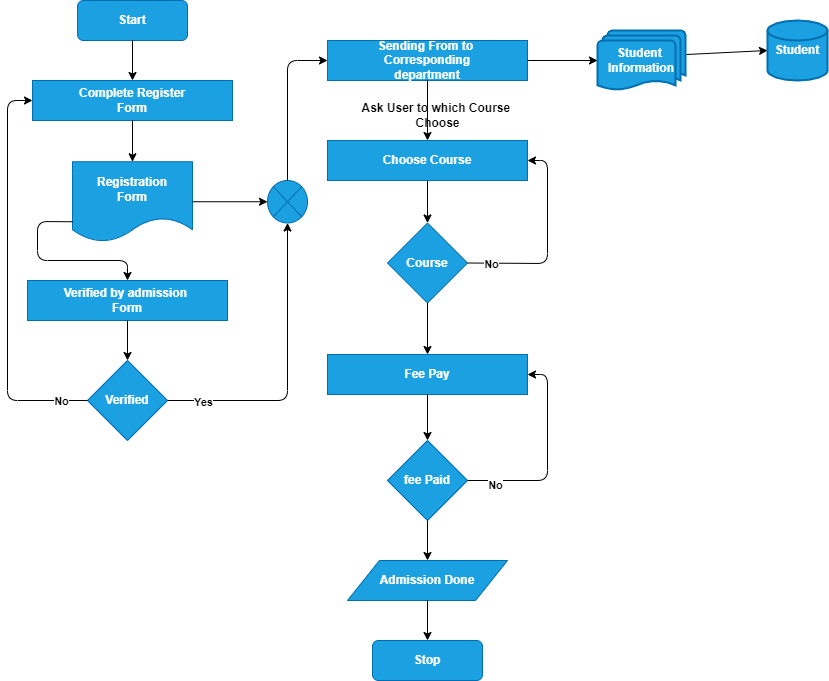 Start
Complete Register
Form
Registration
Form
Verified by admission
Form
Verified
No
Yes
Sending From to
Corresponding
department
Student
Information
Student
Ask User to which Course
Choose
Choose Course
Course
No
Fee Pay
fee Paid
No
Admission Done
Stop